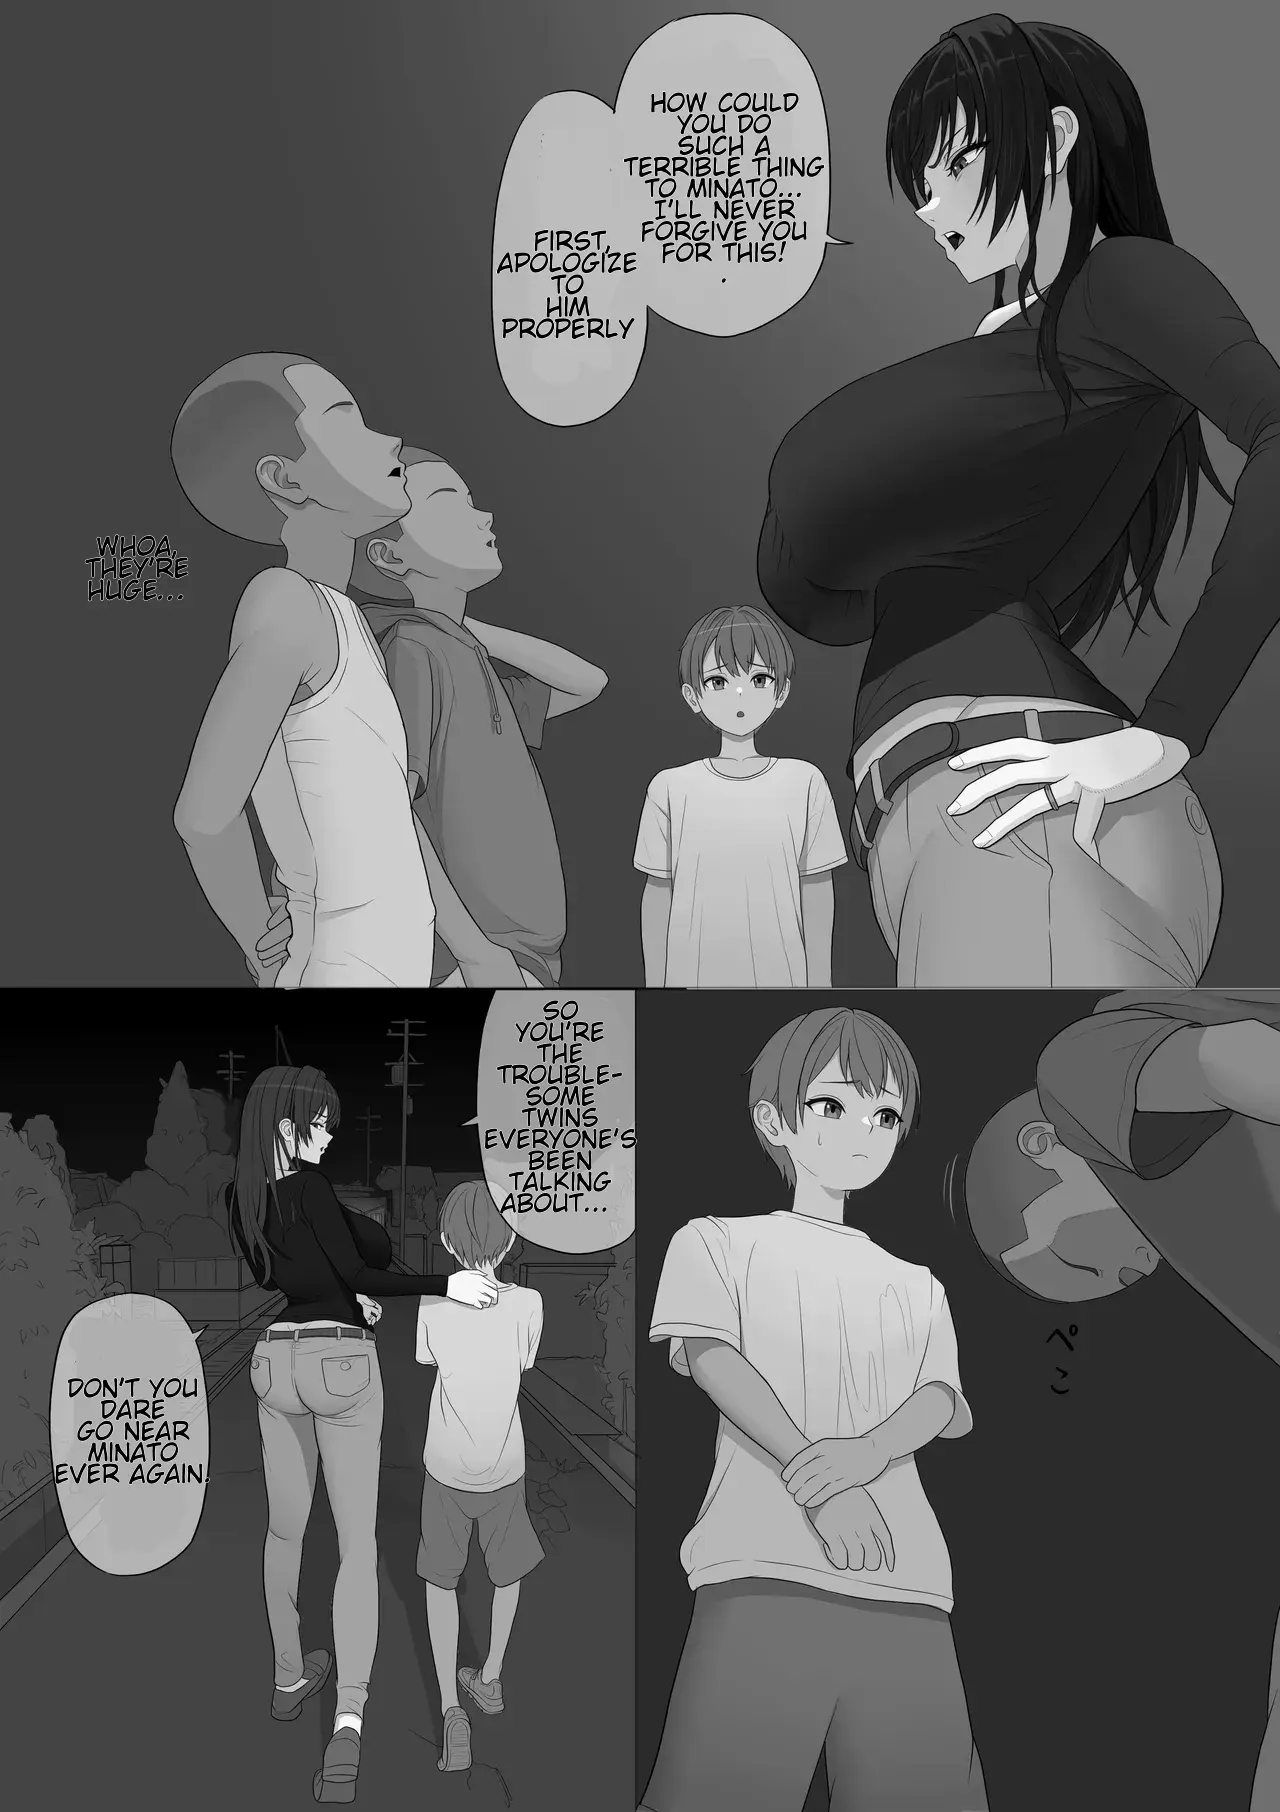 HOW COULD
YOU DO
SUCH A
TERRIBLE THING
TO MINATO...
I'LL NEVER
FORGIVE YOU
FOR THIS!
.
FIRST,
APOLOGIZE
TO
HIM
PROPERLY
WHOA,
THEY'RE
HUGE...
SO
YOU'RE
THE
TROUBLE-
SOME
TWINS
EVERYONE'S
BEEN
TALKING
ABOUT...
DON'T YOU
DARE
GO NEAR
MINATO
EVER AGAIN.
ペコ